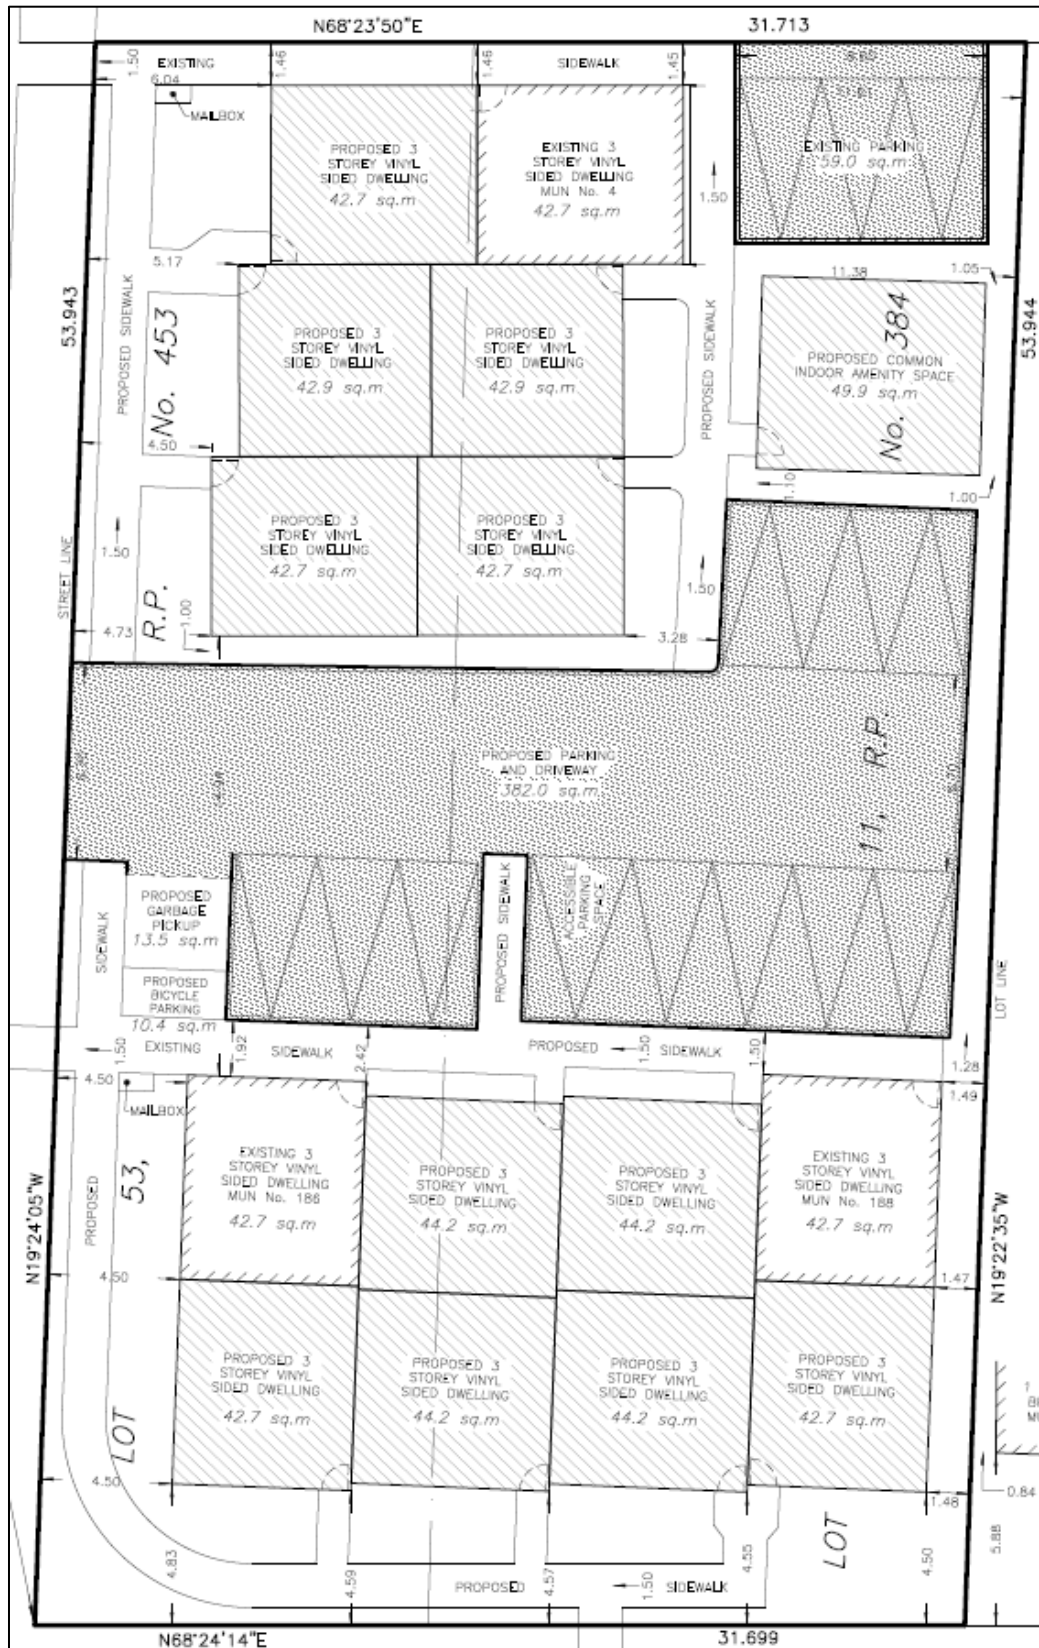 N68°23'50"E
31.713
1.50
EXISTING
6.04
1.46
1.46
SIDEWALK
1.45
MAILBOX
PROPOSED 3
STOREY VINYL
SIDED DWELLING
42.7 sq.m
EXISTING 3
STOREY VINYL
SIDED DWELLING
MUN No. 4
42.7 sq.m
1.50
EXISTING PARKING
59.0 sq.m
5.17
PROPOSED SIDEWALK
53.943
No. 453
PROPOSED 3
STOREY VINYL
SIDED DWELLING
42.9 sq.m
PROPOSED 3
STOREY VINYL
SIDED DWELLING
42.9 sq.m
PROPOSED SIDEWALK
11.38
1.05
No. 384
PROPOSED COMMON
INDOOR AMENITY SPACE
49.9 sq.m
53.944
4.50
1.10
1.00
STREET LINE
1.50
R.P.
PROPOSED 3
STOREY VINYL
SIDED DWELLING
42.7 sq.m
PROPOSED 3
STOREY VINYL
SIDED DWELLING
42.7 sq.m
1.50
4.73
1.00
3.28
PROPOSED PARKING
AND DRIVEWAY
382.0 sq.m
11, R.P.
SIDEWALK
PROPOSED
GARBAGE
PICKUP
13.5 sq.m
PROPOSED
BICYCLE
PARKING
10.4 sq.m
PROPOSED SIDEWALK
ACCESSIBLE
PARKING
SPACE
LOT LINE
1.50
EXISTING
1.92
SIDEWALK
2.42
PROPOSED
1.50
SIDEWALK
1.50
1.28
4.50
MAILBOX
1.49
53,
EXISTING 3
STOREY VINYL
SIDED DWELLING
MUN No. 186
42.7 sq.m
PROPOSED 3
STOREY VINYL
SIDED DWELLING
44.2 sq.m
PROPOSED 3
STOREY VINYL
SIDED DWELLING
44.2 sq.m
EXISTING 3
STOREY VINYL
SIDED DWELLING
MUN No. 188
42.7 sq.m
PROPOSED
N19°24'05"W
4.50
1.47
N19°22'35"W
PROPOSED 3
STOREY VINYL
SIDED DWELLING
42.7 sq.m
PROPOSED 3
STOREY VINYL
SIDED DWELLING
44.2 sq.m
PROPOSED 3
STOREY VINYL
SIDED DWELLING
44.2 sq.m
PROPOSED 3
STOREY VINYL
SIDED DWELLING
42.7 sq.m
1
LOT
4.50
1.48
0.84
4.83
4.59
4.57
4.55
LOT
4.50
5.88
PROPOSED
1.50
SIDEWALK
N68°24'14"E
31.699